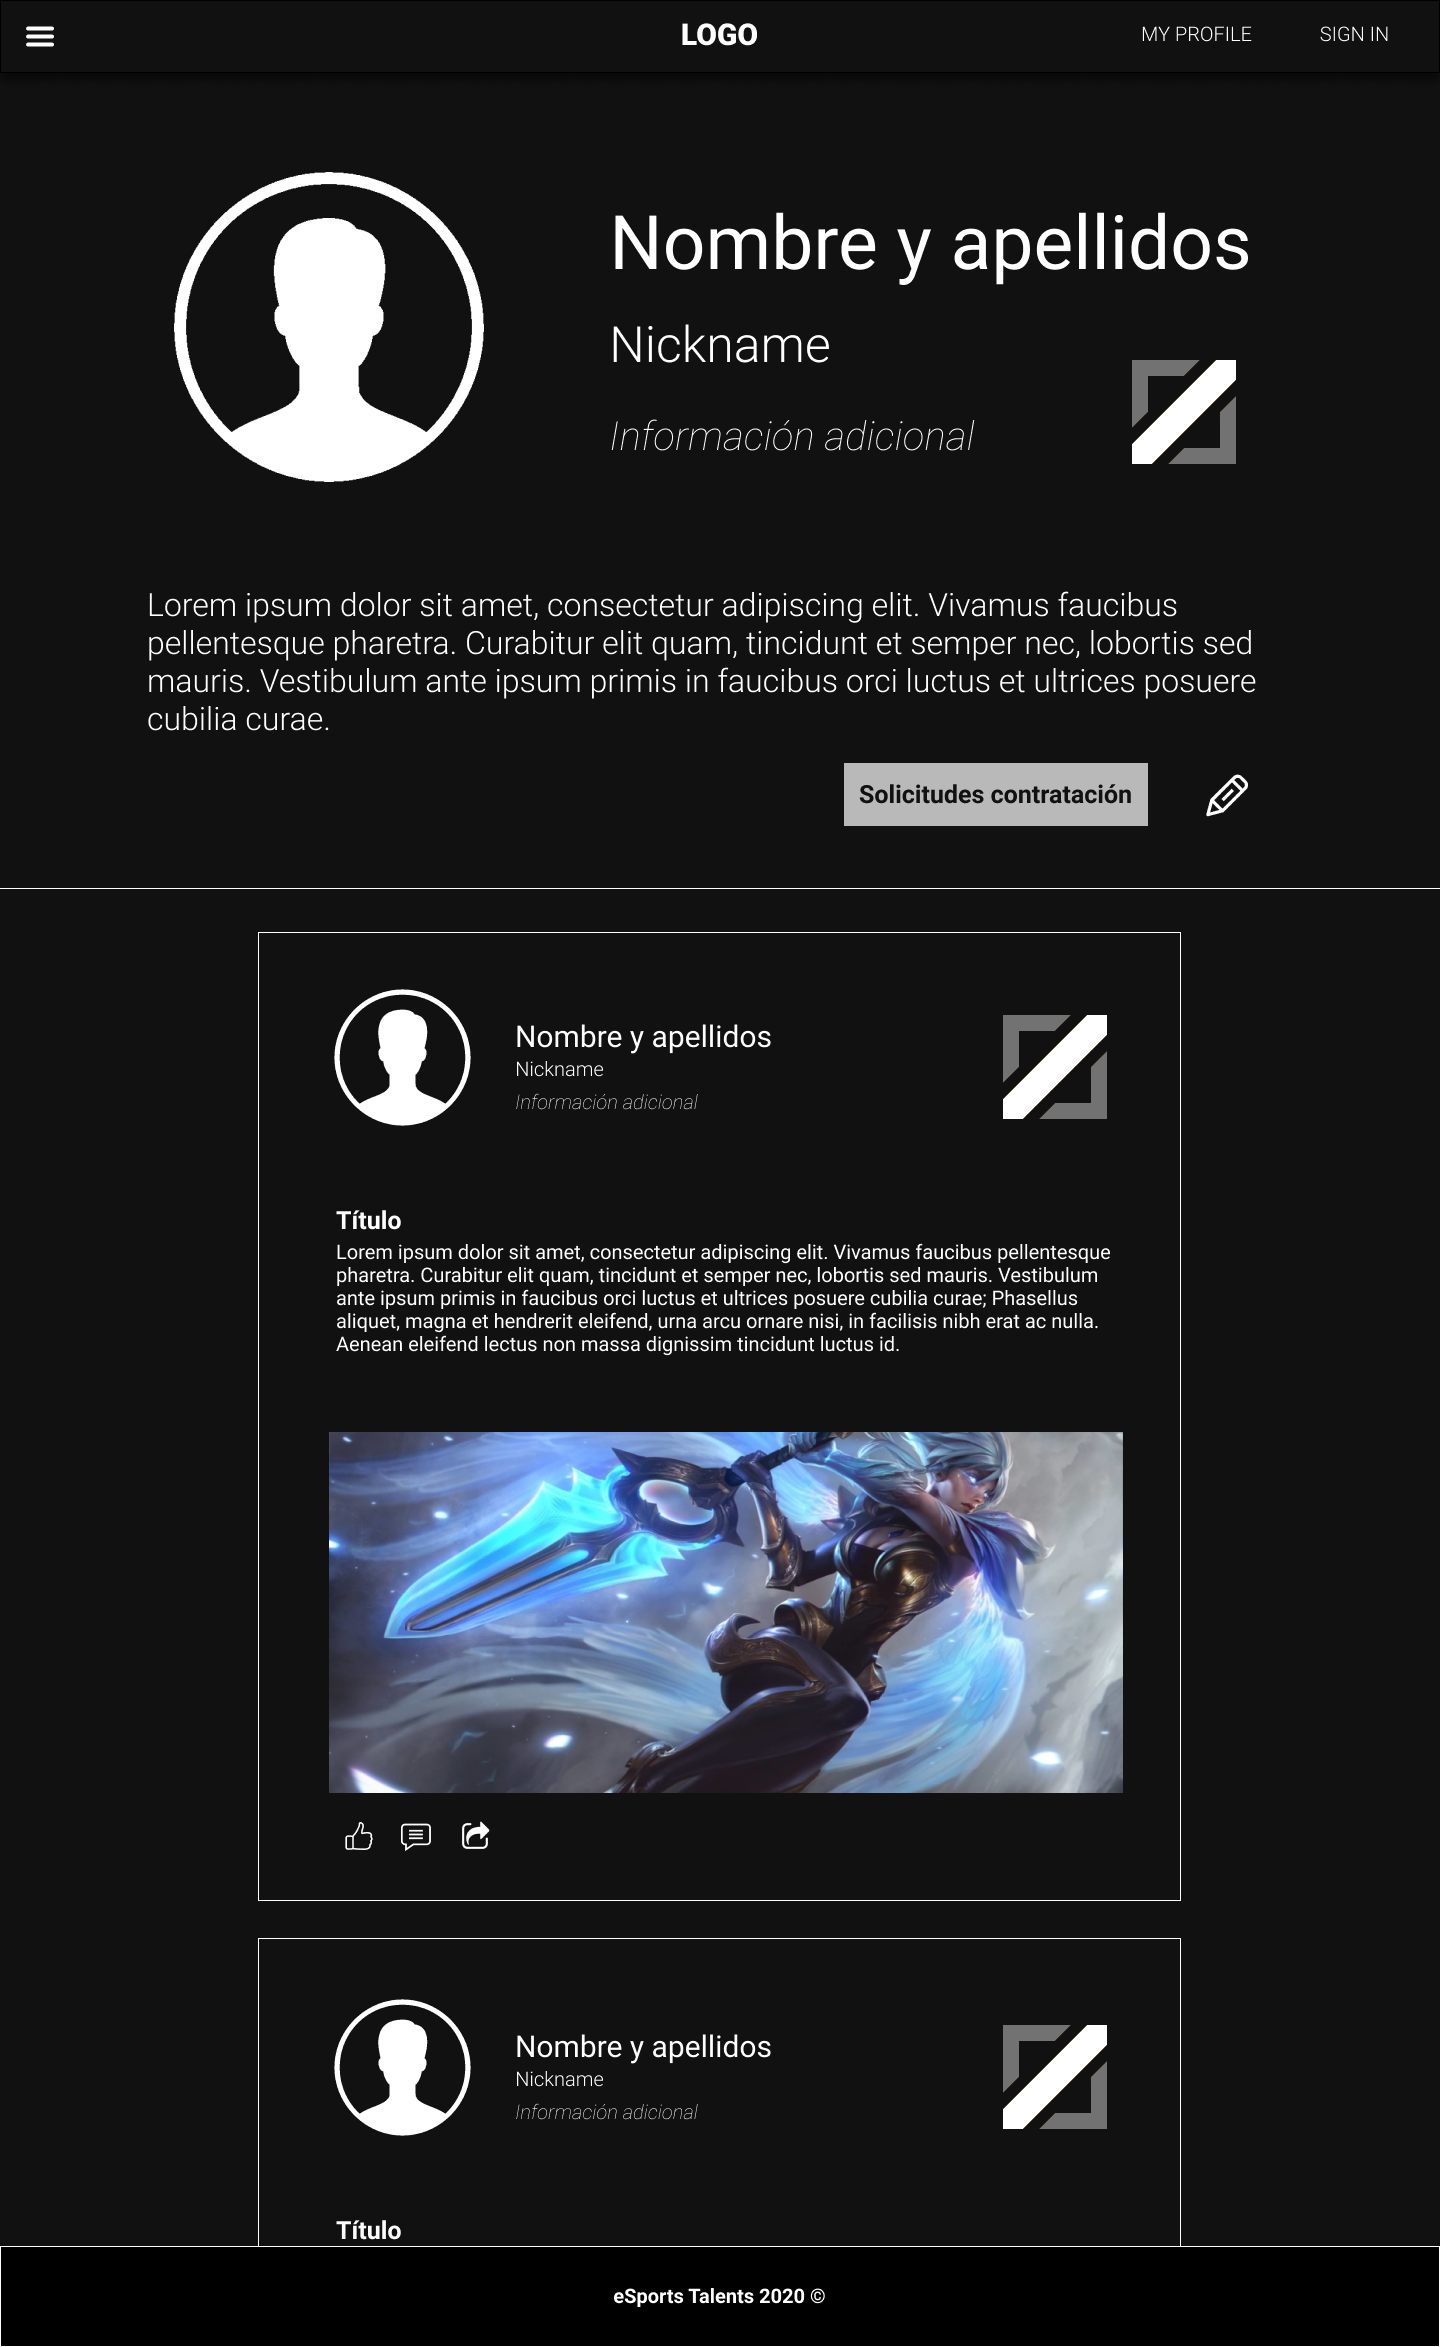 LOGO
MY PROFILE
SIGN IN
Nombre y apellidos
Nickname
Información adicional
Lorem ipsum dolor sit amet, consectetur adipiscing elit. Vivamus faucibus
pellentesque pharetra. Curabitur elit quam, tincidunt et semper nec, lobortis sed
mauris. Vestibulum ante ipsum primis in faucibus orci luctus et ultrices posuere
cubilia curae.
Solicitudes contratación
Nombre y apellidos
Nickname
Información adicional
Título
Lorem ipsum dolor sit amet, consectetur adipiscing elit. Vivamus faucibus pellentesque
pharetra. Curabitur elit quam, tincidunt et semper nec, lobortis sed mauris. Vestibulum
ante ipsum primis in faucibus orci luctus et ultrices posuere cubilia curae; Phasellus
aliquet, magna et hendrerit eleifend, urna arcu ornare nisi, in facilisis nibh erat ac nulla.
Aenean eleifend lectus non massa dignissim tincidunt luctus id.
Nombre y apellidos
Nickname
Información adicional
Título
eSports Talents 2020 ©